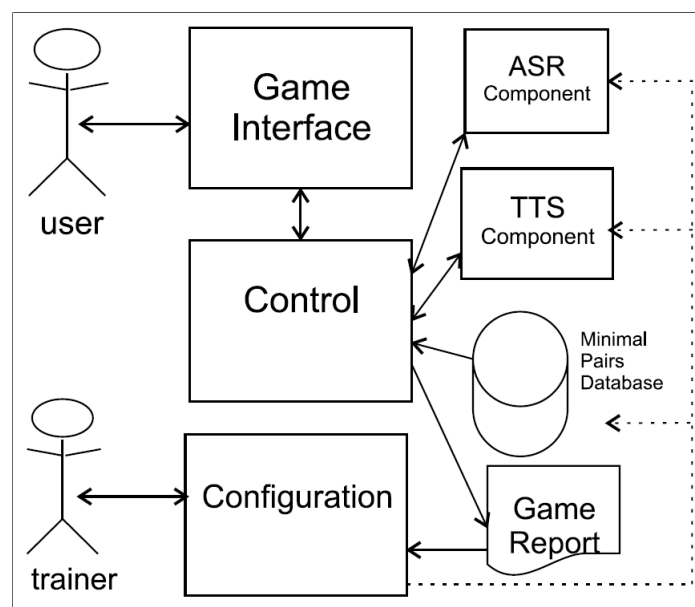 Game
Interface
ASR
Component
user
TTS
Component
Control
Minimal
Pairs
Database
Configuration
Game
Report
trainer